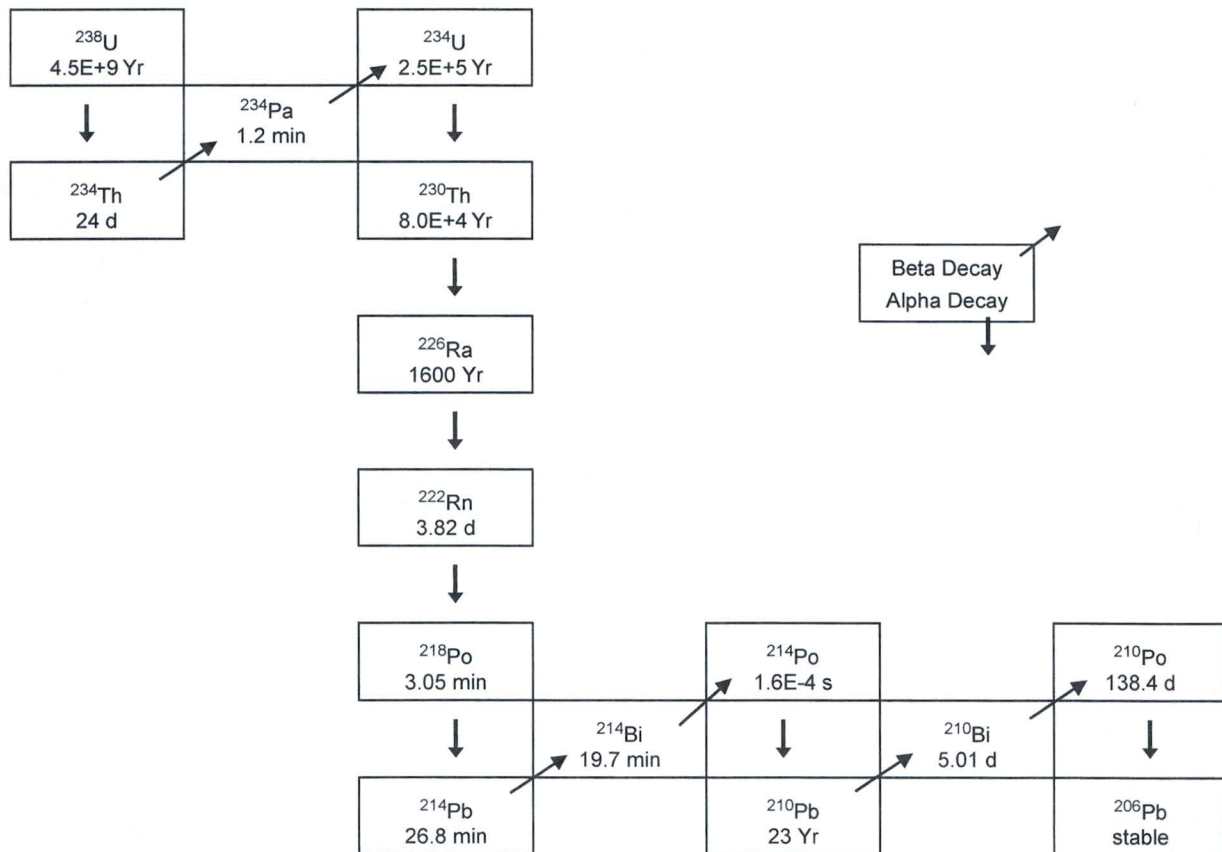 ²³⁸U
4.5E+9 Yr
²³⁴U
2.5E+5 Yr
²³⁴Pa
1.2 min
²³⁴Th
24 d
²³⁰Th
8.0E+4 Yr
Beta Decay
Alpha Decay
²²⁶Ra
1600 Yr
²²²Rn
3.82 d
²¹⁸Po
3.05 min
²¹⁴Po
1.6E-4 s
²¹⁰Po
138.4 d
²¹⁴Bi
19.7 min
²¹⁰Bi
5.01 d
²¹⁴Pb
26.8 min
²¹⁰Pb
23 Yr
²⁰⁶Pb
stable